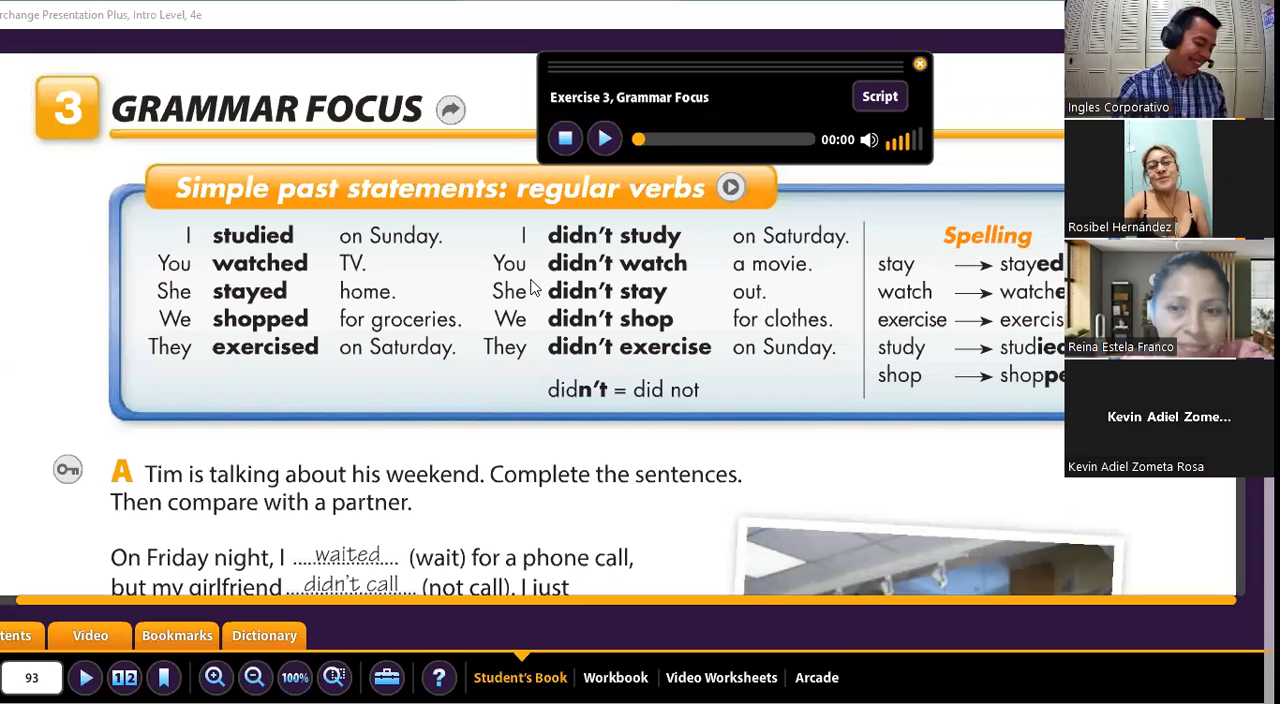 rchange Presentation Plus, Intro Level, 4e
3 GRAMMAR FOCUS
Exercise 3, Grammar Focus Script
00:00
Simple past statements: regular verbs
I studied on Sunday. I didn't study on Saturday. Spelling
You watched TV. You didn't watch a movie. stay → stayed
She stayed home. She didn't stay out. watch → watche
We shopped for groceries. We didn't shop for clothes. exercise → exercis
They exercised on Saturday. They didn't exercise on Sunday. study → studied
shop → shoppe
didn't = did not
A Tim is talking about his weekend. Complete the sentences.
Then compare with a partner.
On Friday night, I ....waited.... (wait) for a phone call,
but my girlfriend ...didn't call... (not call). I just
Ingles Corporativo
Rosibel Hernández
Reina Estela Franco
Kevin Adiel Zome...
Kevin Adiel Zometa Rosa
tents Video Bookmarks Dictionary
93 1 2 100% ? Student's Book Workbook Video Worksheets Arcade